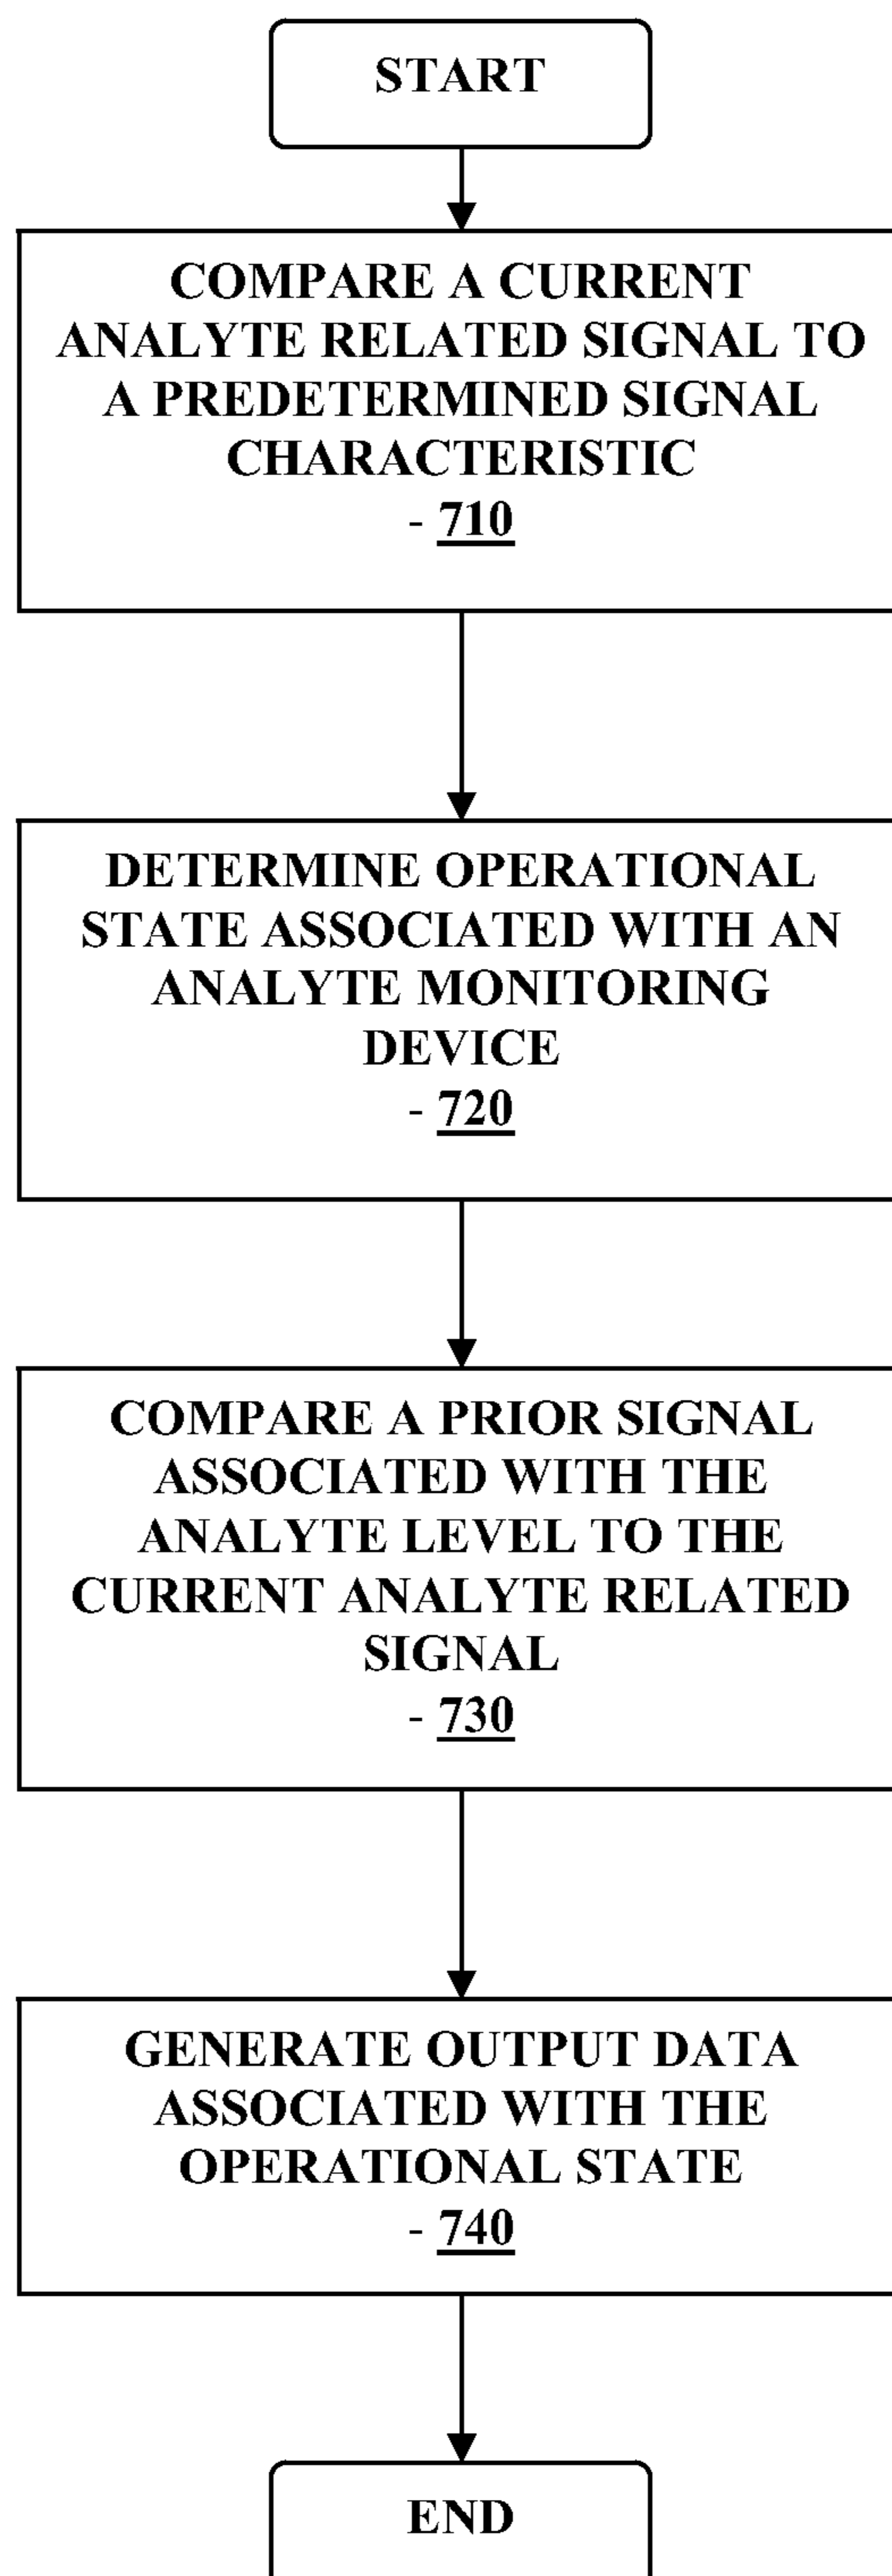 START
COMPARE A CURRENT
ANALYTE RELATED SIGNAL TO
A PREDETERMINED SIGNAL
CHARACTERISTIC
- 710
DETERMINE OPERATIONAL
STATE ASSOCIATED WITH AN
ANALYTE MONITORING
DEVICE
- 720
COMPARE A PRIOR SIGNAL
ASSOCIATED WITH THE
ANALYTE LEVEL TO THE
CURRENT ANALYTE RELATED
SIGNAL
- 730
GENERATE OUTPUT DATA
ASSOCIATED WITH THE
OPERATIONAL STATE
- 740
END